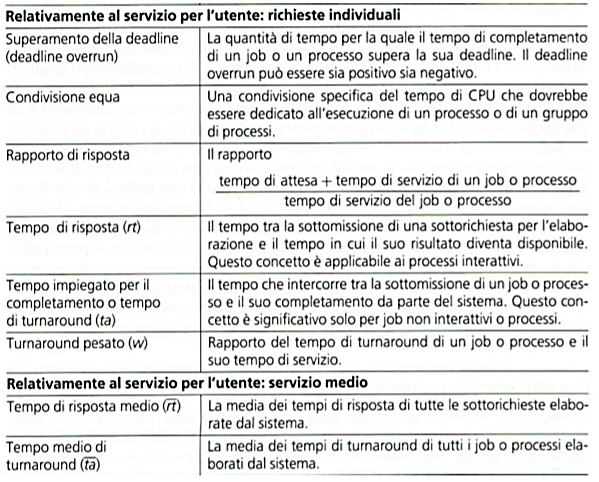 Relativamente al servizio per l'utente: richieste individuali
Superamento della deadline
(deadline overrun)
La quantità di tempo per la quale il tempo di completamento
di un job o un processo supera la sua deadline. Il deadline
overrun può essere sia positivo sia negativo.
Condivisione equa
Una condivisione specifica del tempo di CPU che dovrebbe
essere dedicato all'esecuzione di un processo o di un gruppo
di processi.
Rapporto di risposta
Il rapporto
tempo di attesa + tempo di servizio di un job o processo
tempo di servizio del job o processo
Tempo di risposta (rt)
Il tempo tra la sottomissione di una sottorichiesta per l'elabo-
razione e il tempo in cui il suo risultato diventa disponibile.
Questo concetto è applicabile ai processi interattivi.
Tempo impiegato per il
completamento o tempo
di turnaround (ta)
Il tempo che intercorre tra la sottomissione di un job o proces-
so e il suo completamento da parte del sistema. Questo con-
cetto è significativo solo per job non interattivi o processi.
Turnaround pesato (w)
Rapporto del tempo di turnaround di un job o processo e il
suo tempo di servizio.
Relativamente al servizio per l'utente: servizio medio
Tempo di risposta medio (r̅t̅)
La media dei tempi di risposta di tutte le sottorichieste elabo-
rate dal sistema.
Tempo medio di
turnaround (t̅a̅)
La media dei tempi di turnaround di tutti i job o processi ela-
borati dal sistema.